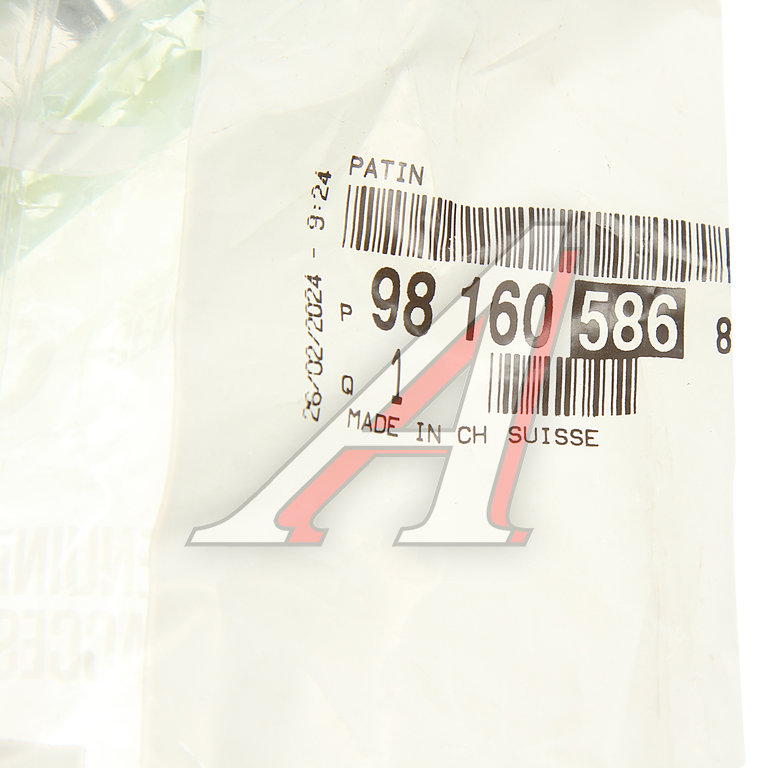 PATIN
26/02/2024 - 9:24
P 98 160 586 8
Q 1
MADE IN CH SUISSE
A